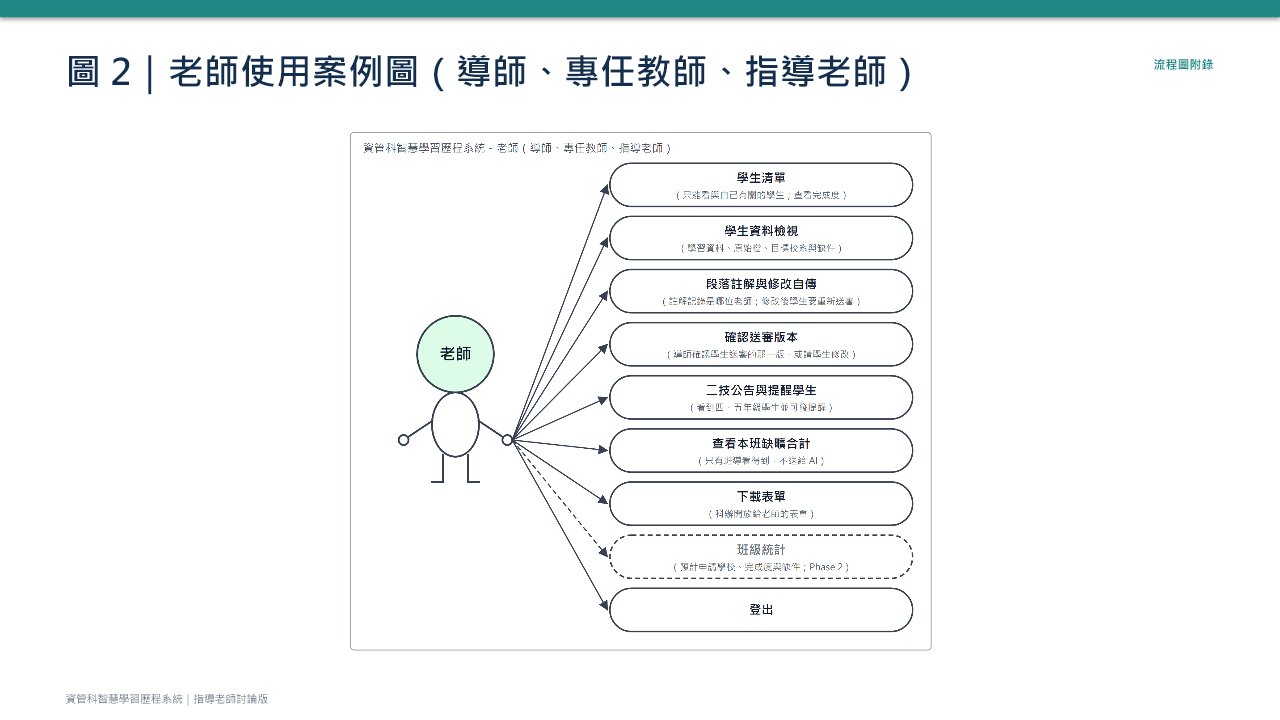 圖 2｜老師使用案例圖（導師、專任教師、指導老師）
流程圖附錄
資管科智慧學習歷程系統 - 老師（導師、專任教師、指導老師）
學生清單
（只能看與自己有關的學生；查看完成度）
學生資料檢視
（學習資料、原始檔、目標校系與缺件）
段落註解與修改自傳
（註解記錄是哪位老師；修改後學生要重新送審）
確認送審版本
（導師確認學生送審的那一版，或請學生修改）
老師
二技公告與提醒學生
（看到四、五年級學生並可發提醒）
查看本班缺曠合計
（只有班導看得到，不送給 AI）
下載表單
（科辦開放給老師的表單）
班級統計
（預計申請學校、完成度與缺件；Phase 2）
登出
資管科智慧學習歷程系統｜指導老師討論版